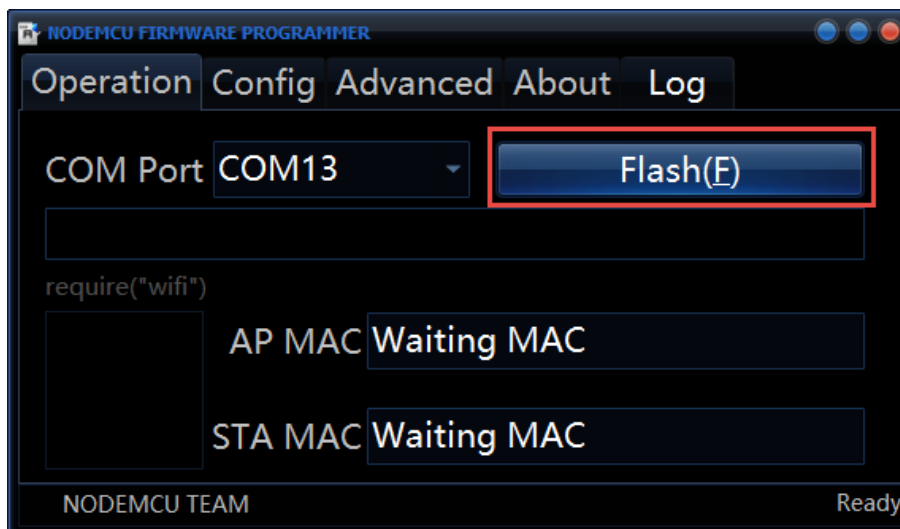 NODEMCU FIRMWARE PROGRAMMER
Operation Config Advanced About Log
COM Port COM13 Flash(F)
require("wifi")
AP MAC Waiting MAC
STA MAC Waiting MAC
NODEMCU TEAM Ready